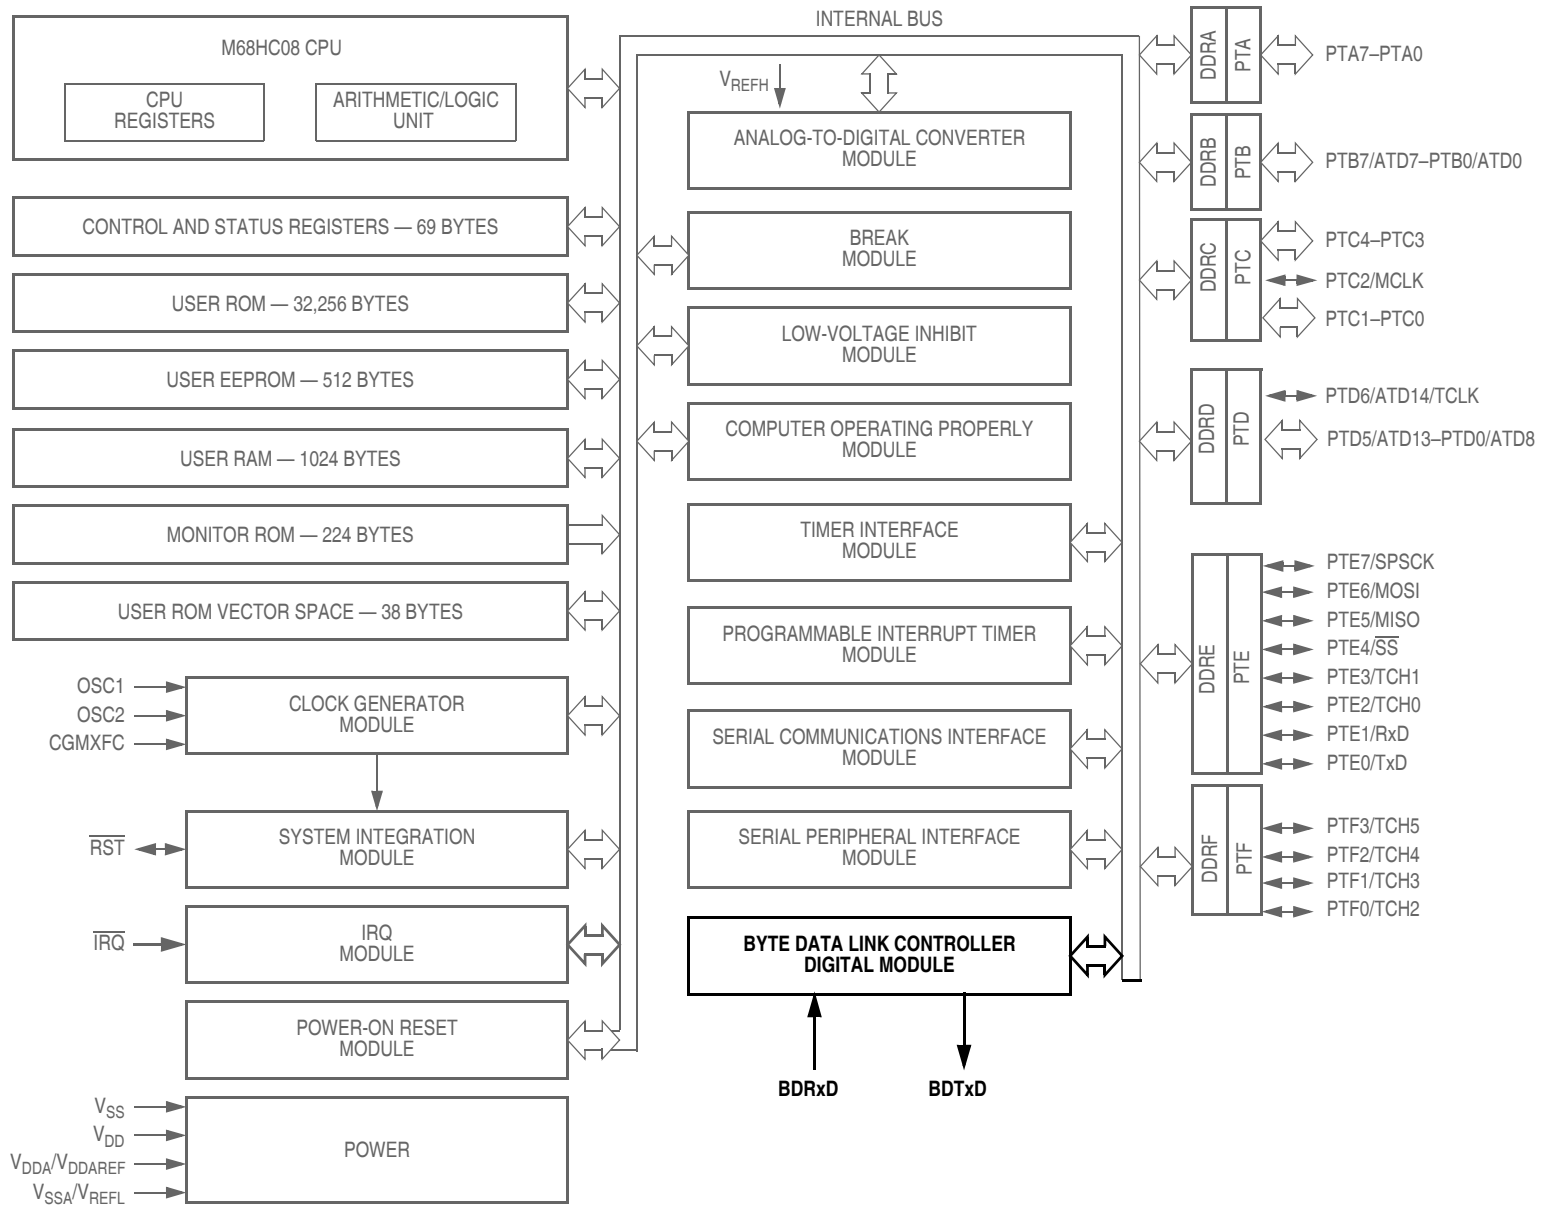 INTERNAL BUS
M68HC08 CPU
CPU
REGISTERS
ARITHMETIC/LOGIC
UNIT
CONTROL AND STATUS REGISTERS — 69 BYTES
USER ROM — 32,256 BYTES
USER EEPROM — 512 BYTES
USER RAM — 1024 BYTES
MONITOR ROM — 224 BYTES
USER ROM VECTOR SPACE — 38 BYTES
OSC1
OSC2
CGMXFC
CLOCK GENERATOR
MODULE
RST
SYSTEM INTEGRATION
MODULE
IRQ
IRQ
MODULE
POWER-ON RESET
MODULE
VSS
VDD
VDDA/VDDAREF
VSSA/VREFL
POWER
VREFH
ANALOG-TO-DIGITAL CONVERTER
MODULE
BREAK
MODULE
LOW-VOLTAGE INHIBIT
MODULE
COMPUTER OPERATING PROPERLY
MODULE
TIMER INTERFACE
MODULE
PROGRAMMABLE INTERRUPT TIMER
MODULE
SERIAL COMMUNICATIONS INTERFACE
MODULE
SERIAL PERIPHERAL INTERFACE
MODULE
BYTE DATA LINK CONTROLLER
DIGITAL MODULE
BDRxD
BDTxD
DDRA
PTA
PTA7–PTA0
DDRB
PTB
PTB7/ATD7–PTB0/ATD0
DDRC
PTC
PTC4–PTC3
PTC2/MCLK
PTC1–PTC0
DDRD
PTD
PTD6/ATD14/TCLK
PTD5/ATD13–PTD0/ATD8
DDRE
PTE
PTE7/SPSCK
PTE6/MOSI
PTE5/MISO
PTE4/SS
PTE3/TCH1
PTE2/TCH0
PTE1/RxD
PTE0/TxD
DDRF
PTF
PTF3/TCH5
PTF2/TCH4
PTF1/TCH3
PTF0/TCH2